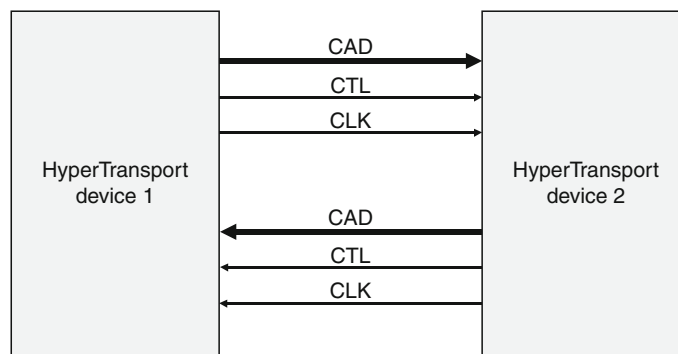 CAD
CTL
CLK
HyperTransport
device 1
HyperTransport
device 2
CAD
CTL
CLK